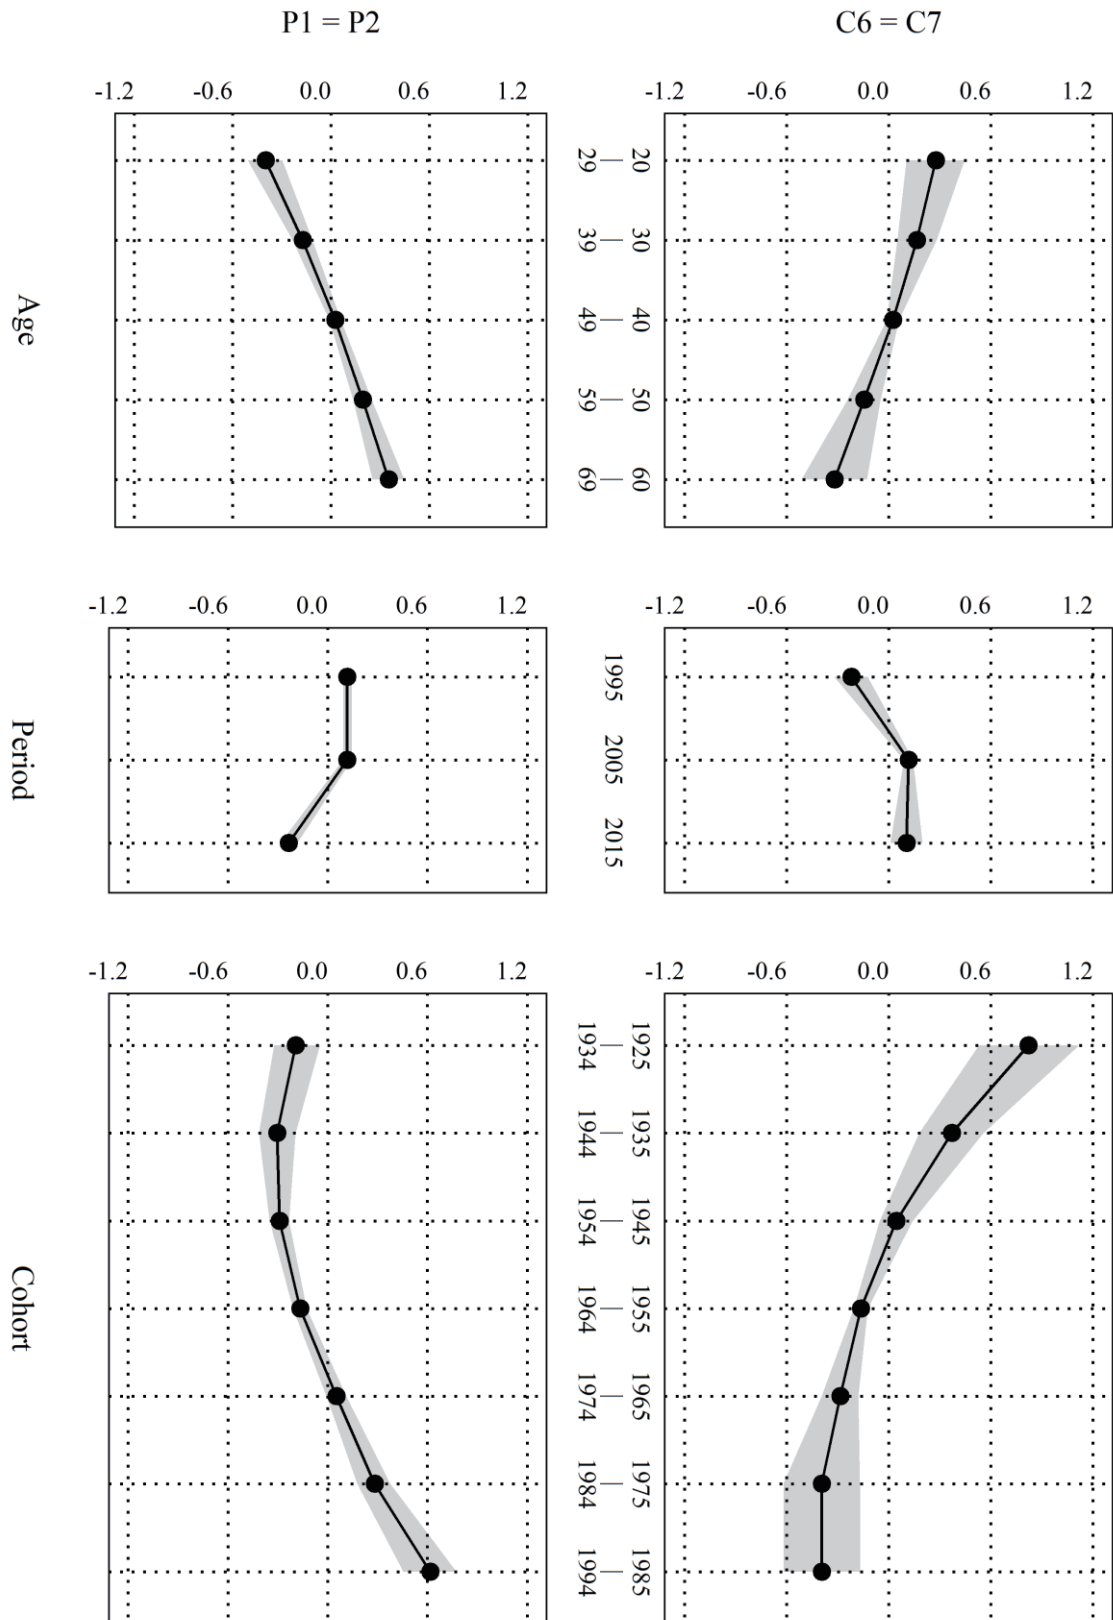 P1 = P2
C6 = C7
-1.2 -0.6 0.0 0.6 1.2
-1.2 -0.6 0.0 0.6 1.2
20 — 29
30 — 39
40 — 49
50 — 59
60 — 69
Age
-1.2 -0.6 0.0 0.6 1.2
-1.2 -0.6 0.0 0.6 1.2
1995
2005
2015
Period
-1.2 -0.6 0.0 0.6 1.2
-1.2 -0.6 0.0 0.6 1.2
1925 — 1934
1935 — 1944
1945 — 1954
1955 — 1964
1965 — 1974
1975 — 1984
1985 — 1994
Cohort